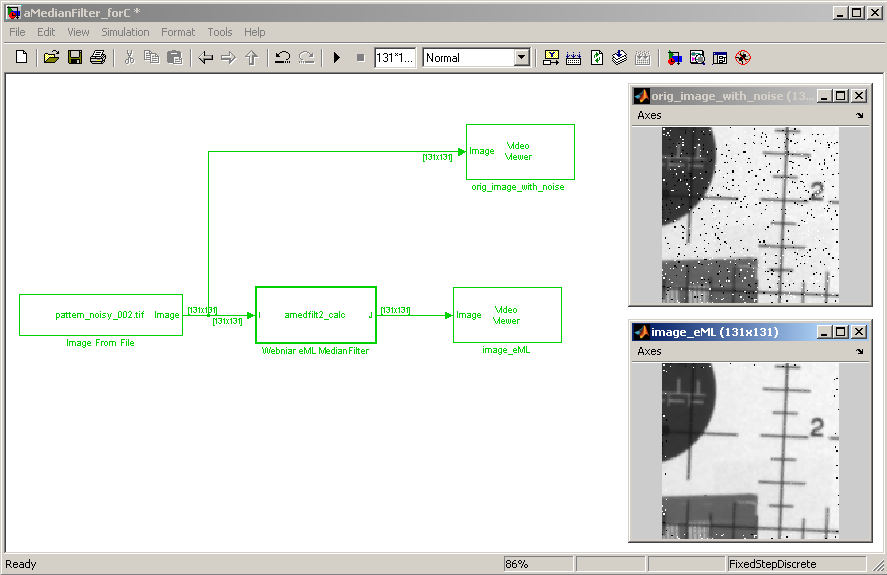 aMedianFilter_forC *
File Edit View Simulation Format Tools Help
131*1... Normal
orig_image_with_noise (13...
Axes
2
Image Video Viewer
[131x131]
orig_image_with_noise
pattern_noisy_002.tif Image
Image From File
[131x131]
[131x131]
I amedfilt2_calc J
Webniar eML MedianFilter
[131x131]
Image Video Viewer
image_eML
image_eML (131x131)
Axes
2
Ready 86% FixedStepDiscrete